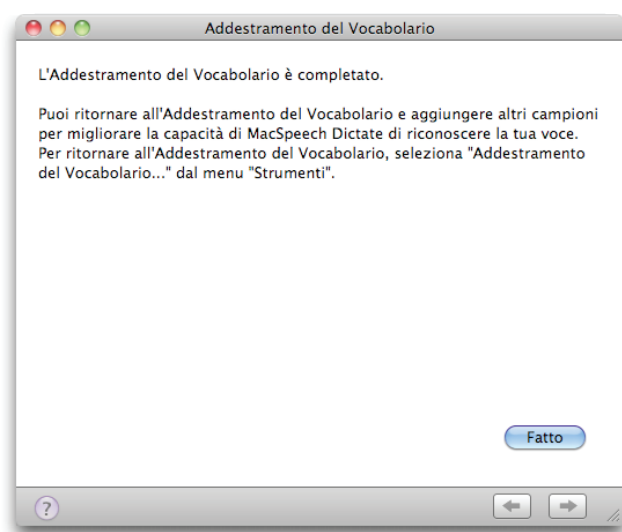 Addestramento del Vocabolario
L'Addestramento del Vocabolario è completato.
Puoi ritornare all'Addestramento del Vocabolario e aggiungere altri campioni
per migliorare la capacità di MacSpeech Dictate di riconoscere la tua voce.
Per ritornare all'Addestramento del Vocabolario, seleziona "Addestramento
del Vocabolario..." dal menu "Strumenti".
Fatto
?